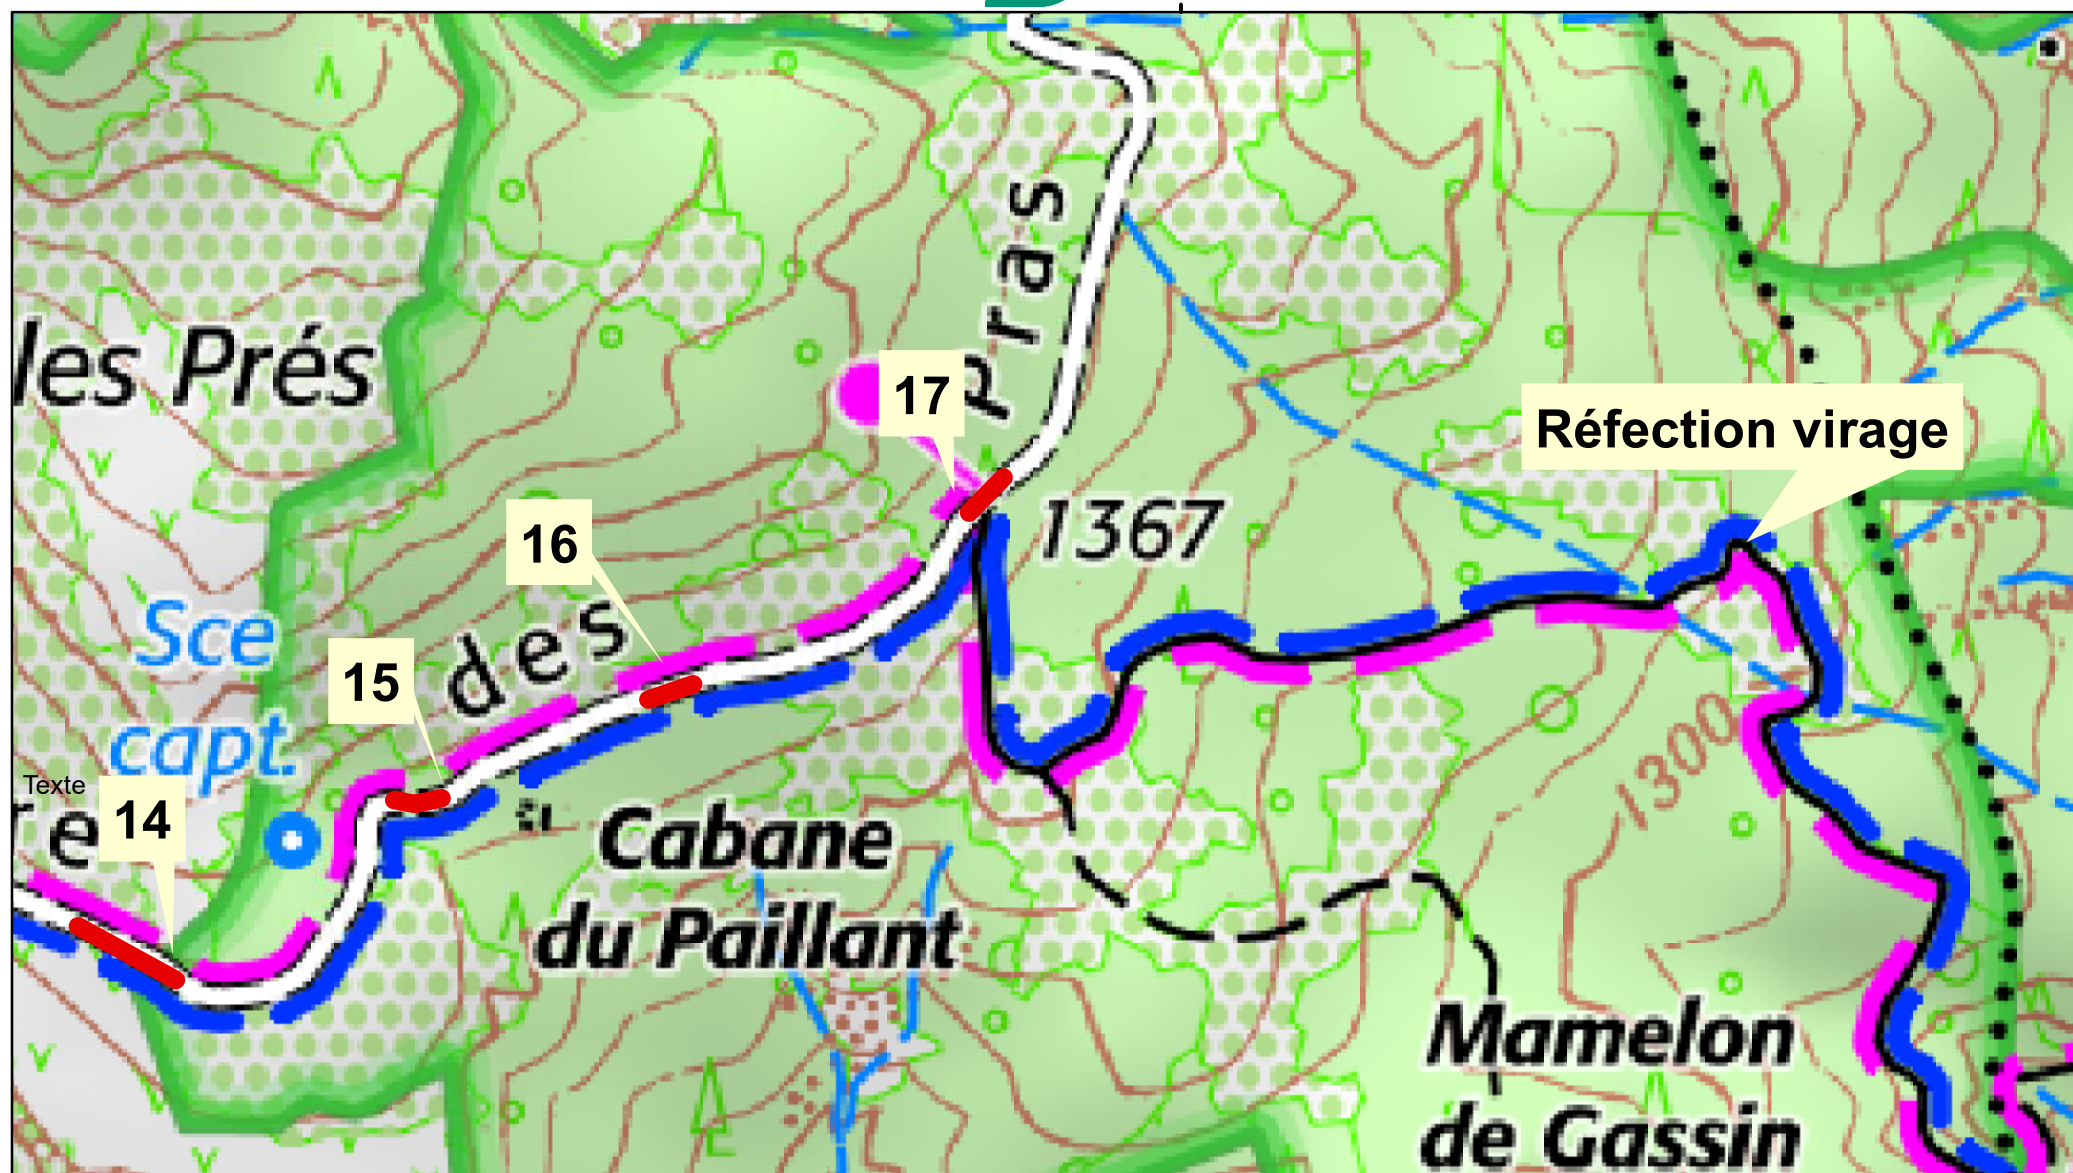 Pras
les Prés
17
Réfection virage
1367
16
des
Sce
capt.
15
Texte
14
re
1300
Cabane
du Paillant
Mamelon
de Gassin